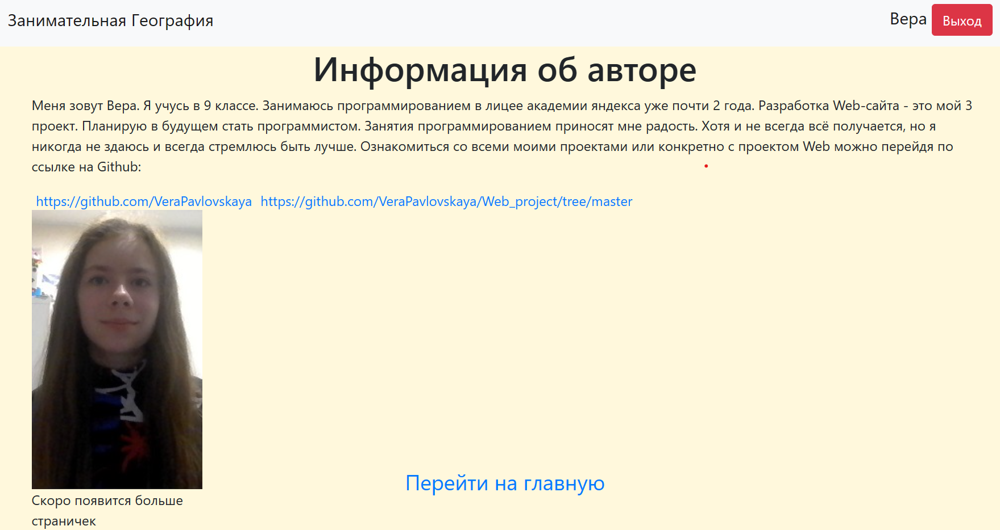 Занимательная География
Вера Выход
Информация об авторе
Меня зовут Вера. Я учусь в 9 классе. Занимаюсь программированием в лицее академии яндекса уже почти 2 года. Разработка Web-сайта - это мой 3
проект. Планирую в будущем стать программистом. Занятия программированием приносят мне радость. Хотя и не всегда всё получается, но я
никогда не здаюсь и всегда стремлюсь быть лучше. Ознакомиться со всеми моими проектами или конкретно с проектом Web можно перейдя по
ссылке на Github:
https://github.com/VeraPavlovskaya https://github.com/VeraPavlovskaya/Web_project/tree/master
Перейти на главную
Скоро появится больше
страничек